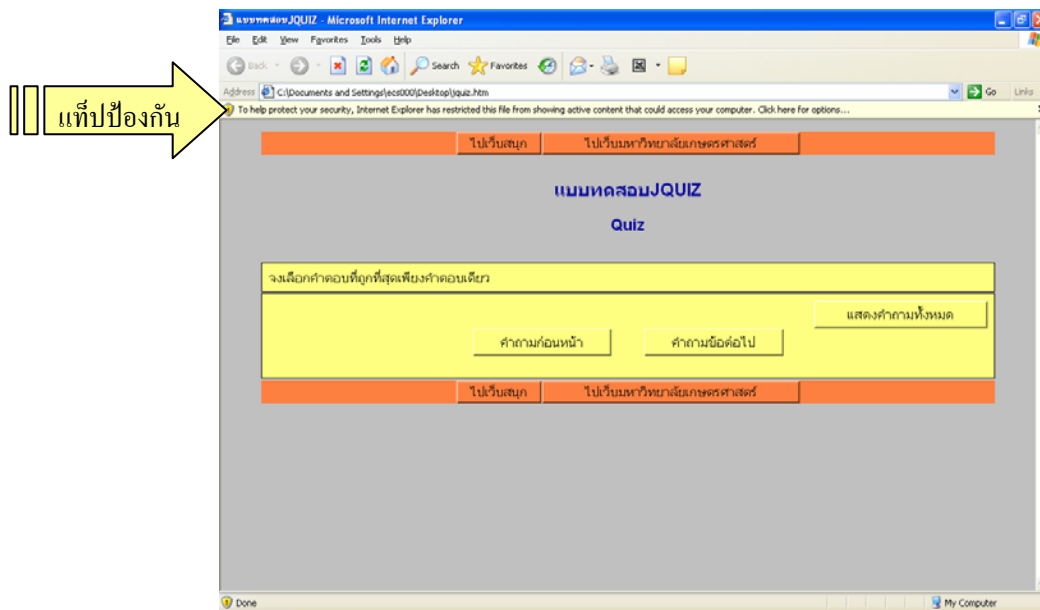 แบบทดสอบJQUIZ - Microsoft Internet Explorer
File Edit View Favorites Tools Help
Back Search Favorites
Address C:\Documents and Settings\ecs000\Desktop\jquiz.htm Go Links
แท็ปป้องกัน
To help protect your security, Internet Explorer has restricted this file from showing active content that could access your computer. Click here for options...
ไปเว็บสนุก ไปเว็บมหาวิทยาลัยเกษตรศาสตร์
แบบทดสอบJQUIZ
Quiz
จงเลือกคำตอบที่ถูกที่สุดเพียงคำตอบเดียว
แสดงคำถามทั้งหมด
คำถามก่อนหน้า คำถามข้อต่อไป
ไปเว็บสนุก ไปเว็บมหาวิทยาลัยเกษตรศาสตร์
Done My Computer